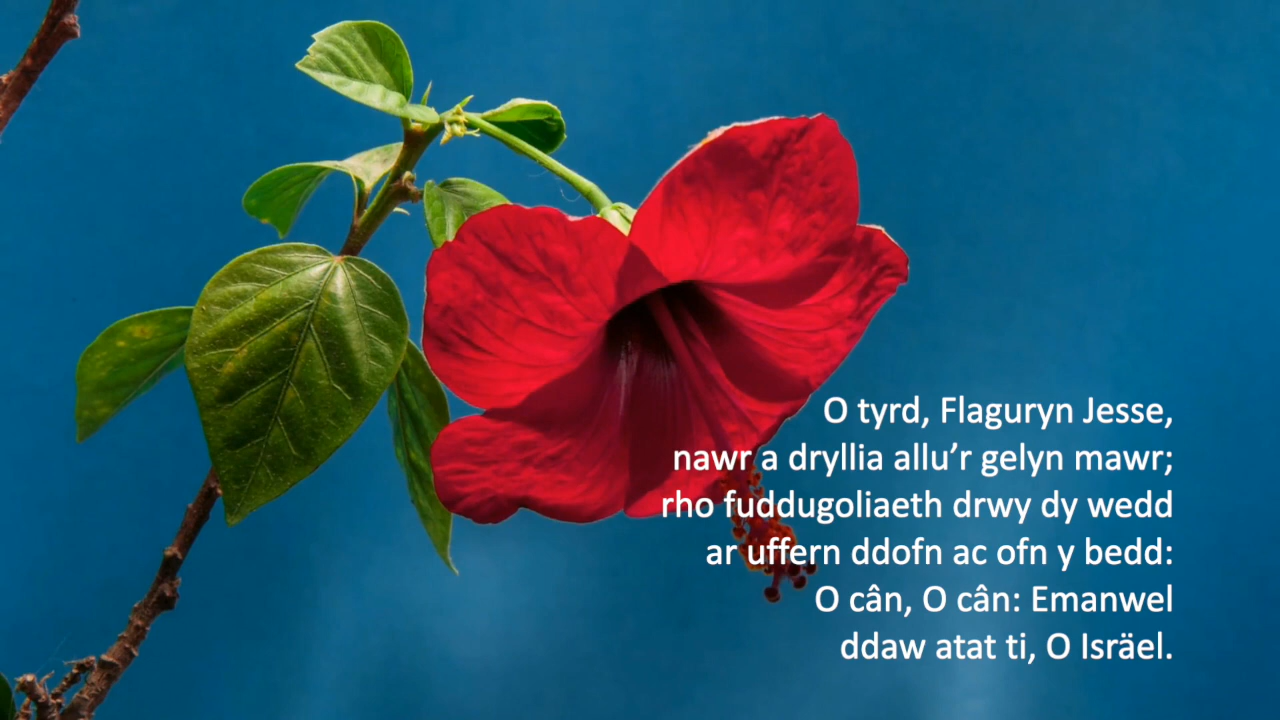 O tyrd, Flaguryn Jesse,
nawr a dryllia allu’r gelyn mawr;
rho fuddugoliaeth drwy dy wedd
ar uffern ddofn ac ofn y bedd:
O cân, O cân: Emanwel
ddaw atat ti, O Isräel.